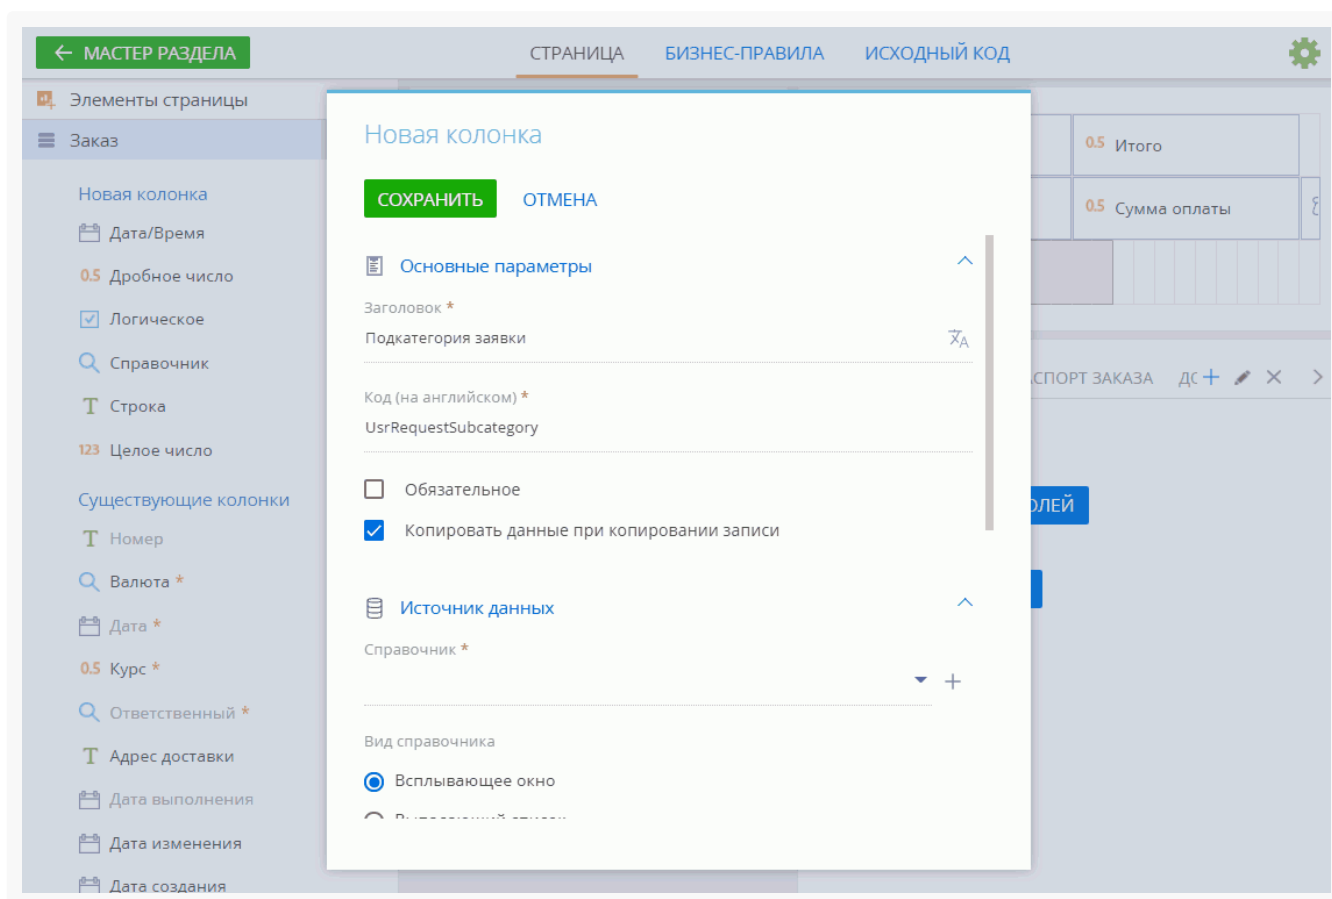 МАСТЕР РАЗДЕЛА
СТРАНИЦА
БИЗНЕС-ПРАВИЛА
ИСХОДНЫЙ КОД
Элементы страницы
Заказ
Новая колонка
Дата/Время
0.5 Дробное число
Логическое
Справочник
T Строка
123 Целое число
Существующие колонки
T Номер
Валюта *
Дата *
0.5 Курс *
Ответственный *
T Адрес доставки
Дата выполнения
Дата изменения
Дата создания
Новая колонка
СОХРАНИТЬ
ОТМЕНА
Основные параметры
Заголовок *
Подкатегория заявки
Код (на английском) *
UsrRequestSubcategory
Обязательное
Копировать данные при копировании записи
Источник данных
Справочник *
Вид справочника
Всплывающее окно
0.5 Итого
0.5 Сумма оплаты
СПОРТ ЗАКАЗА
ОЛЕЙ